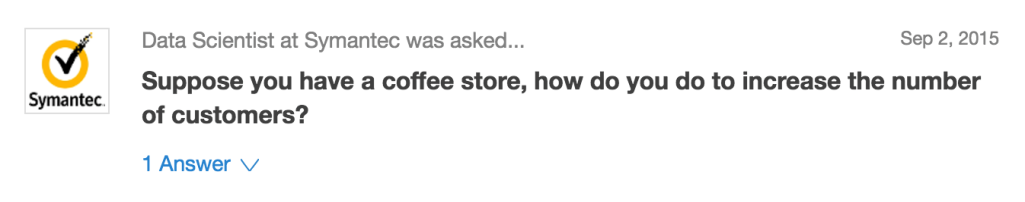 Data Scientist at Symantec was asked...
Sep 2, 2015
Suppose you have a coffee store, how do you do to increase the number
of customers?
Symantec.
1 Answer